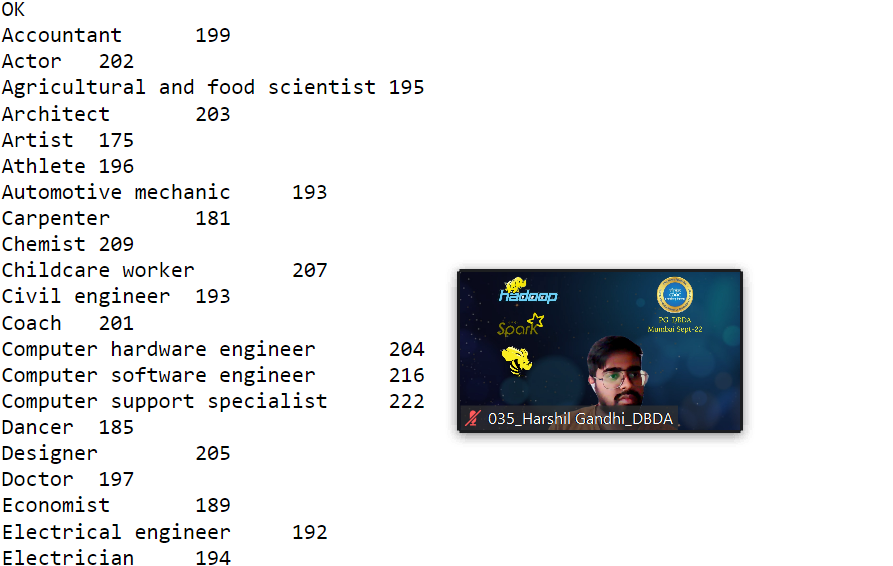 OK
Accountant 199
Actor 202
Agricultural and food scientist 195
Architect 203
Artist 175
Athlete 196
Automotive mechanic 193
Carpenter 181
Chemist 209
Childcare worker 207
Civil engineer 193
Coach 201
Computer hardware engineer 204
Computer software engineer 216
Computer support specialist 222
Dancer 185
Designer 205
Doctor 197
Economist 189
Electrical engineer 192
Electrician 194
hadoop
Spark
PG DBDA
Mumbai Sept-22
035_Harshil Gandhi_DBDA